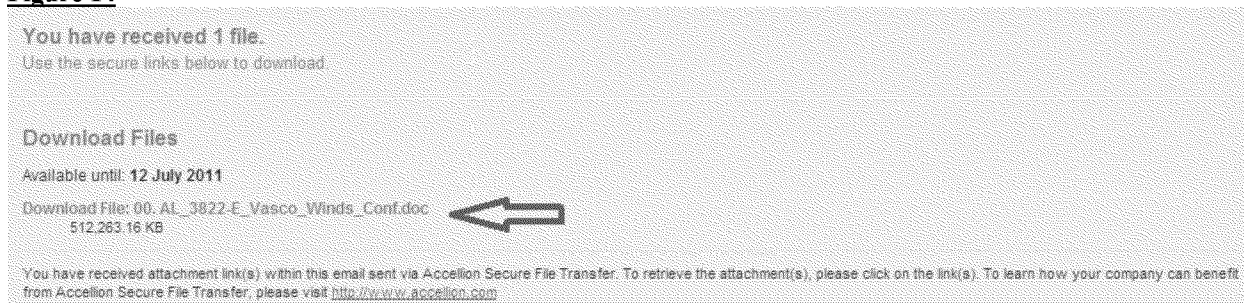 You have received 1 file.
Use the secure links below to download.
Download Files
Available until: 12 July 2011
Download File: 00. AL_3822-E_Vasco_Winds_Conf.doc
512,263.16 KB
You have received attachment link(s) within this email sent via Accellion Secure File Transfer. To retrieve the attachment(s), please click on the link(s). To learn how your company can benefit
from Accellion Secure File Transfer, please visit http://www.accellion.com